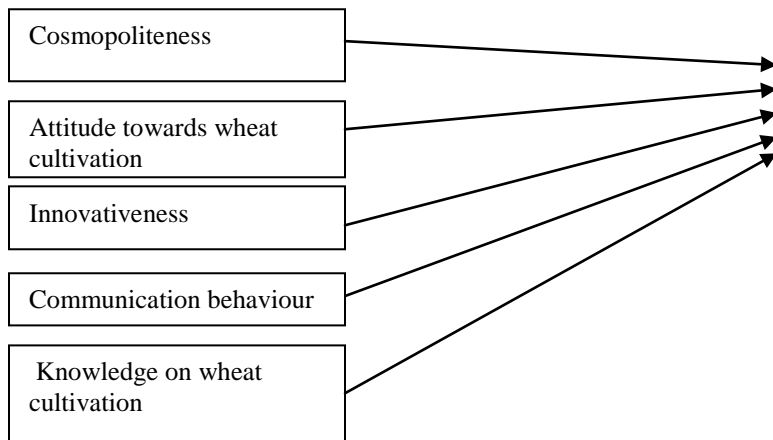 Cosmopoliteness
Attitude towards wheat
cultivation
Innovativeness
Communication behaviour
Knowledge on wheat
cultivation